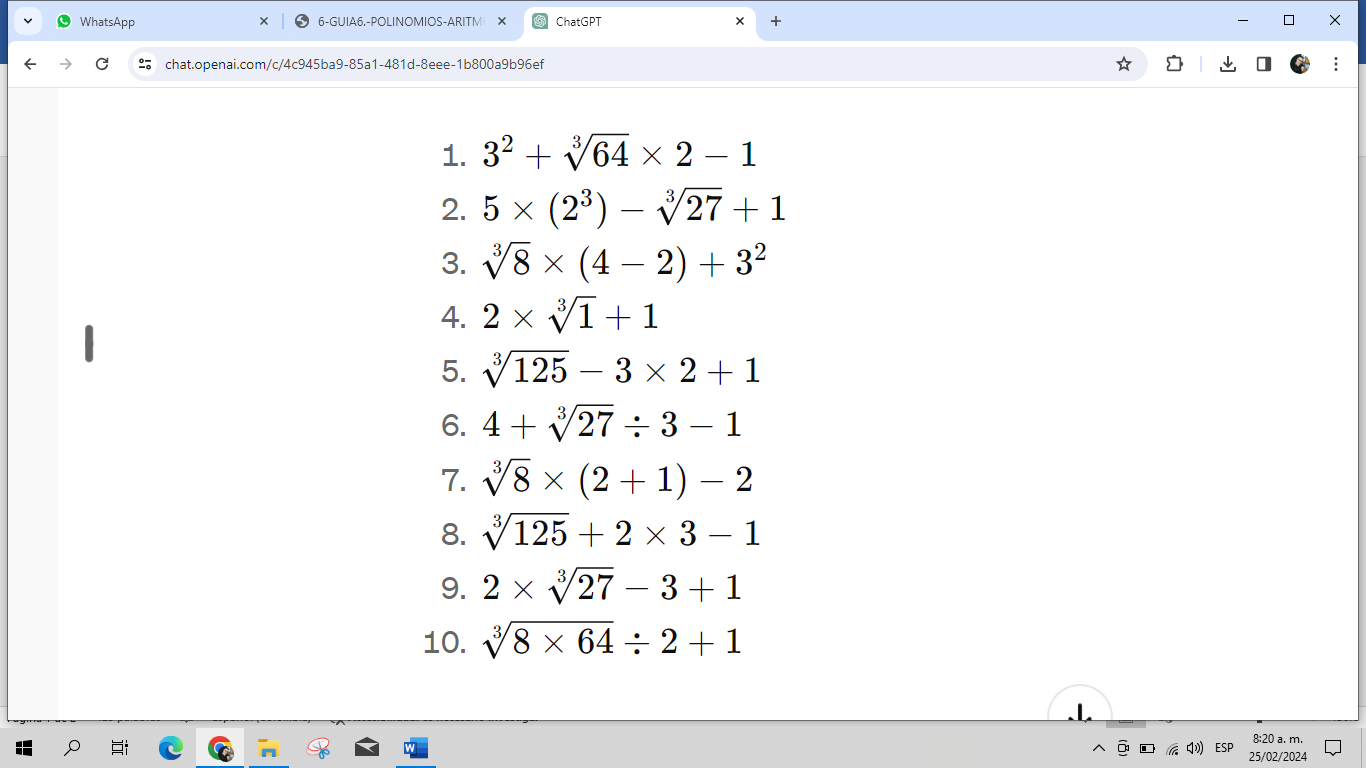 WhatsApp
6-GUIA6.-POLINOMIOS-ARITM
ChatGPT
chat.openai.com/c/4c945ba9-85a1-481d-8eee-1b800a9b96ef
1. 3² + ∛64 × 2 − 1
2. 5 × (2³) − ∛27 + 1
3. ∛8 × (4 − 2) + 3²
4. 2 × ∛1 + 1
5. ∛125 − 3 × 2 + 1
6. 4 + ∛27 ÷ 3 − 1
7. ∛8 × (2 + 1) − 2
8. ∛125 + 2 × 3 − 1
9. 2 × ∛27 − 3 + 1
10. ∛(8 × 64) ÷ 2 + 1
ESP
8:20 a. m.
25/02/2024